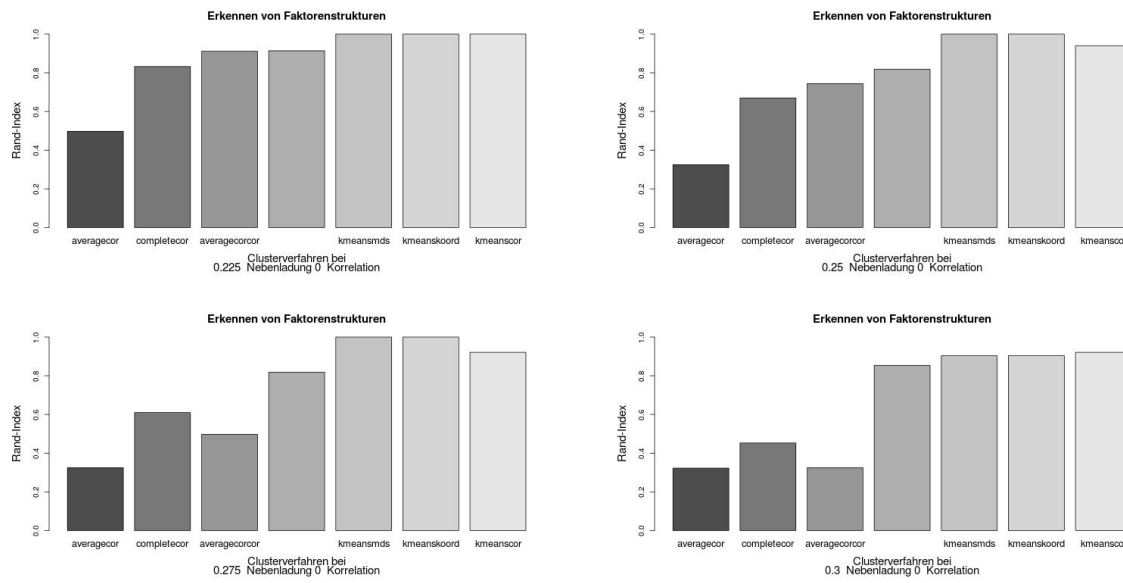 Erkennen von Faktorenstrukturen
Rand-Index
1.0
0.8
0.6
0.4
0.2
0.0
averagecor completecor averagecorcor kmeansmds kmeanskoord kmeanscor
Clusterverfahren bei
0.225 Nebenladung 0 Korrelation
Erkennen von Faktorenstrukturen
Rand-Index
1.0
0.8
0.6
0.4
0.2
0.0
averagecor completecor averagecorcor kmeansmds kmeanskoord kmeanscor
Clusterverfahren bei
0.25 Nebenladung 0 Korrelation
Erkennen von Faktorenstrukturen
Rand-Index
1.0
0.8
0.6
0.4
0.2
0.0
averagecor completecor averagecorcor kmeansmds kmeanskoord kmeanscor
Clusterverfahren bei
0.275 Nebenladung 0 Korrelation
Erkennen von Faktorenstrukturen
Rand-Index
1.0
0.8
0.6
0.4
0.2
0.0
averagecor completecor averagecorcor kmeansmds kmeanskoord kmeanscor
Clusterverfahren bei
0.3 Nebenladung 0 Korrelation